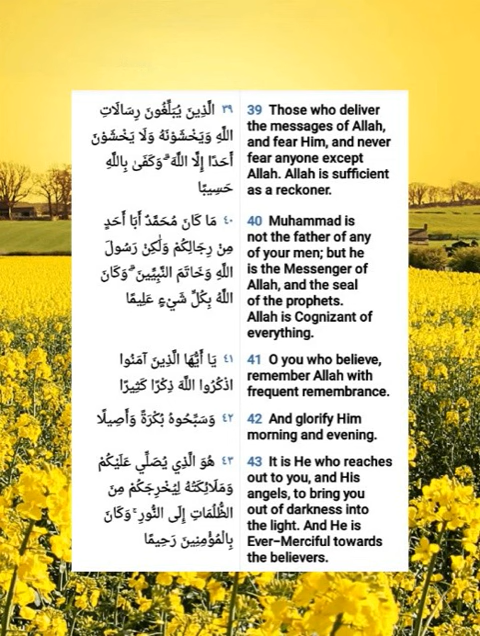 ٣٩ الَّذِينَ يُبَلِّغُونَ رِسَالَاتِ
اللَّهِ وَيَخْشَوْنَهُ وَلَا يَخْشَوْنَ
أَحَدًا إِلَّا اللَّهَ ۗ وَكَفَىٰ بِاللَّهِ
حَسِيبًا
39 Those who deliver
the messages of Allah,
and fear Him, and never
fear anyone except
Allah. Allah is sufficient
as a reckoner.
٤٠ مَا كَانَ مُحَمَّدٌ أَبَا أَحَدٍ
مِنْ رِجَالِكُمْ وَلَٰكِنْ رَسُولَ
اللَّهِ وَخَاتَمَ النَّبِيِّينَ ۗ وَكَانَ
اللَّهُ بِكُلِّ شَيْءٍ عَلِيمًا
40 Muhammad is
not the father of any
of your men; but he
is the Messenger of
Allah, and the seal
of the prophets.
Allah is Cognizant of
everything.
٤١ يَا أَيُّهَا الَّذِينَ آمَنُوا
اذْكُرُوا اللَّهَ ذِكْرًا كَثِيرًا
41 O you who believe,
remember Allah with
frequent remembrance.
٤٢ وَسَبِّحُوهُ بُكْرَةً وَأَصِيلًا
42 And glorify Him
morning and evening.
٤٣ هُوَ الَّذِي يُصَلِّي عَلَيْكُمْ
وَمَلَائِكَتُهُ لِيُخْرِجَكُمْ مِنَ
الظُّلُمَاتِ إِلَى النُّورِ ۚ وَكَانَ
بِالْمُؤْمِنِينَ رَحِيمًا
43 It is He who reaches
out to you, and His
angels, to bring you
out of darkness into
the light. And He is
Ever-Merciful towards
the believers.